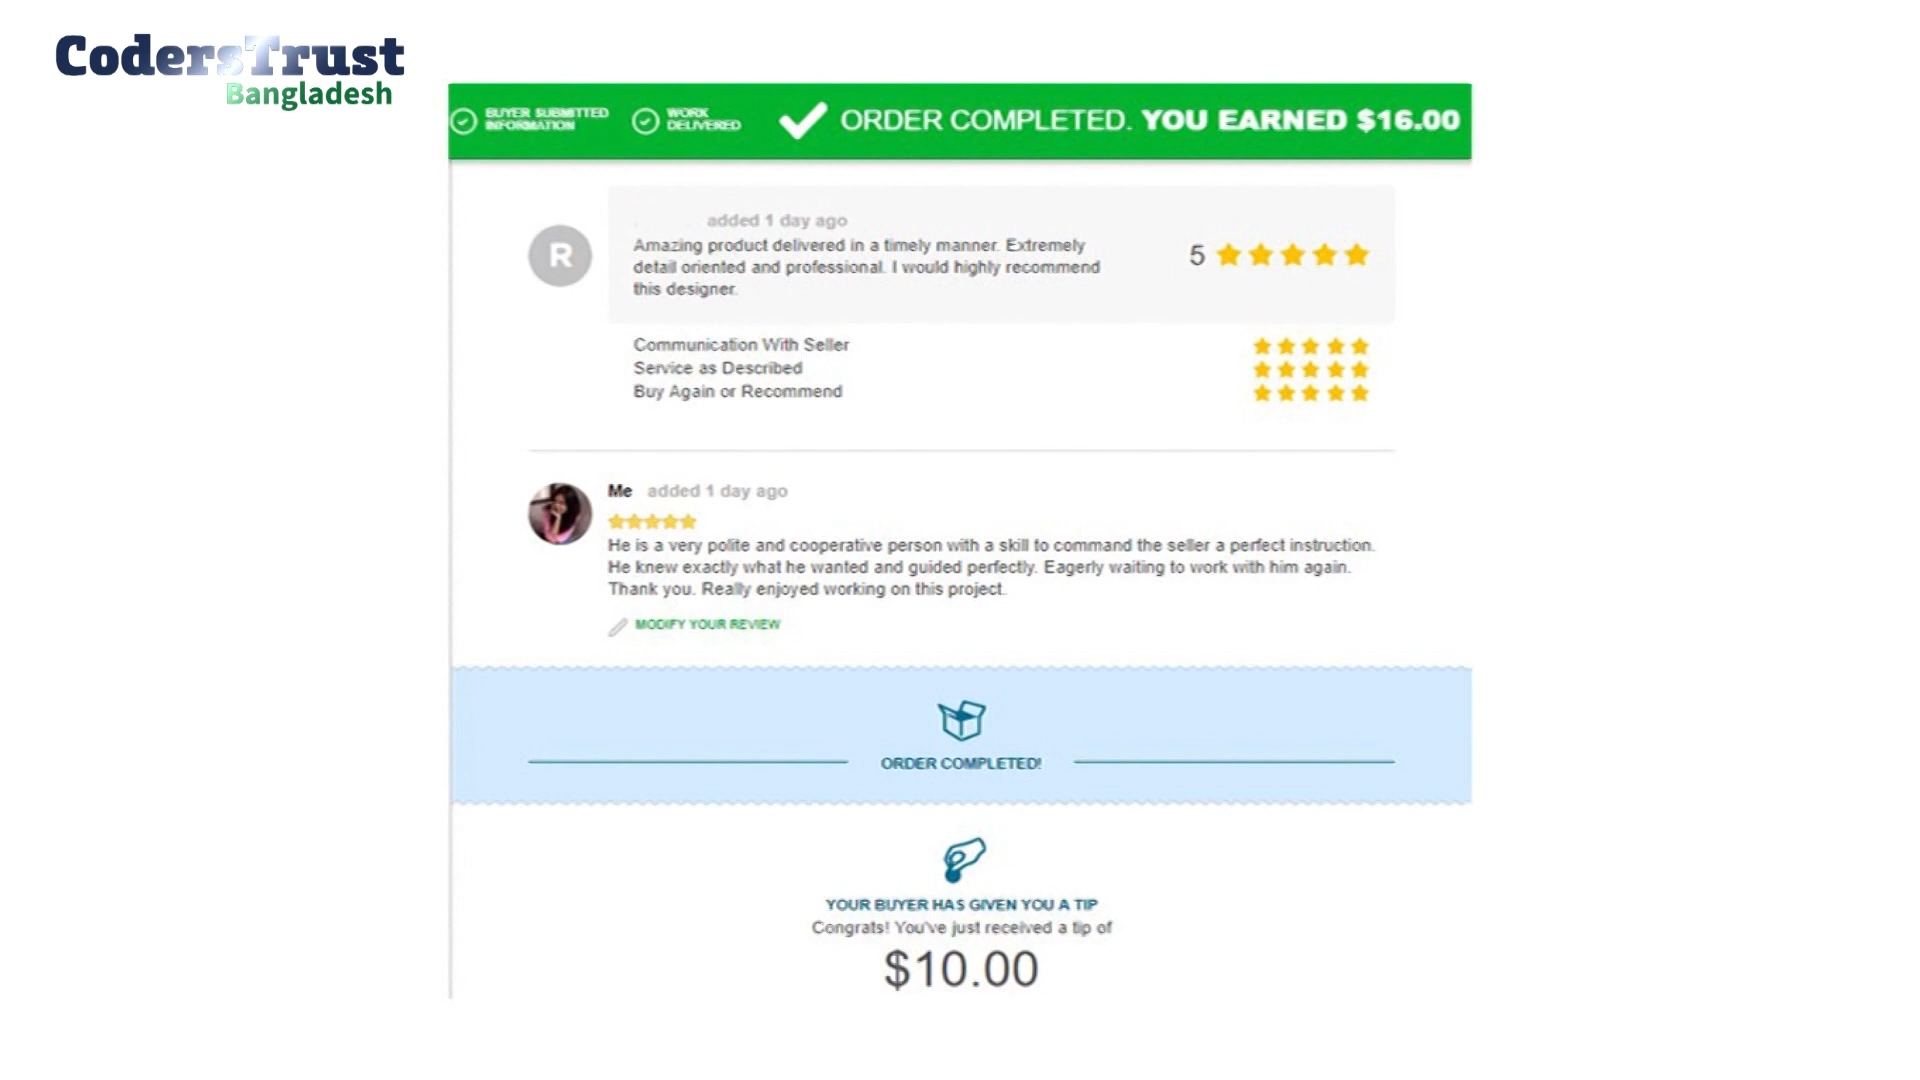 CodersTrust
Bangladesh
BUYER SUBMITTED
INFORMATION
WORK
DELIVERED
ORDER COMPLETED. YOU EARNED $16.00
R
added 1 day ago
Amazing product delivered in a timely manner. Extremely
detail oriented and professional. I would highly recommend
this designer.
5
Communication With Seller
Service as Described
Buy Again or Recommend
Me added 1 day ago
He is a very polite and cooperative person with a skill to command the seller a perfect instruction.
He knew exactly what he wanted and guided perfectly. Eagerly waiting to work with him again.
Thank you. Really enjoyed working on this project.
MODIFY YOUR REVIEW
ORDER COMPLETED!
YOUR BUYER HAS GIVEN YOU A TIP
Congrats! You've just received a tip of
$10.00